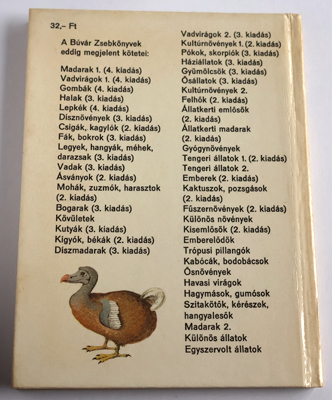 32,– Ft
A Búvár Zsebkönyvek
eddig megjelent kötetei:
Madarak 1. (4. kiadás)
Vadvirágok 1. (4. kiadás)
Gombák (4. kiadás)
Halak (3. kiadás)
Lepkék (4. kiadás)
Dísznövények (3. kiadás)
Csigák, kagylók (2. kiadás)
Fák, bokrok (3. kiadás)
Legyek, hangyák, méhek,
darazsak (3. kiadás)
Vadak (3. kiadás)
Ásványok (2. kiadás)
Mohák, zuzmók, harasztok
(2. kiadás)
Bogarak (3. kiadás)
Kövületek
Kutyák (3. kiadás)
Kígyók, békák (2. kiadás)
Díszmadarak (3. kiadás)
Vadvirágok 2. (3. kiadás)
Kultúrnövények 1. (2. kiadás)
Pókok, skorpiók (3. kiadás)
Háziállatok (3. kiadás)
Gyümölcsök (3. kiadás)
Ősállatok (3. kiadás)
Kultúrnövények 2.
Felhők (2. kiadás)
Állatkerti emlősök
(2. kiadás)
Állatkerti madarak
(2. kiadás)
Gyógynövények
Tengeri állatok 1. (2. kiadás)
Tengeri állatok 2.
Emberek (2. kiadás)
Kaktuszok, pozsgások
(2. kiadás)
Fűszernövények (2. kiadás)
Különös növények
Kisemlősök (2. kiadás)
Emberelődök
Trópusi pillangók
Kabócák, bodobácsok
Ősnövények
Havasi virágok
Hagymások, gumósok
Szitakötők, kérészek,
hangyalesők
Madarak 2.
Különös állatok
Egyszervolt állatok